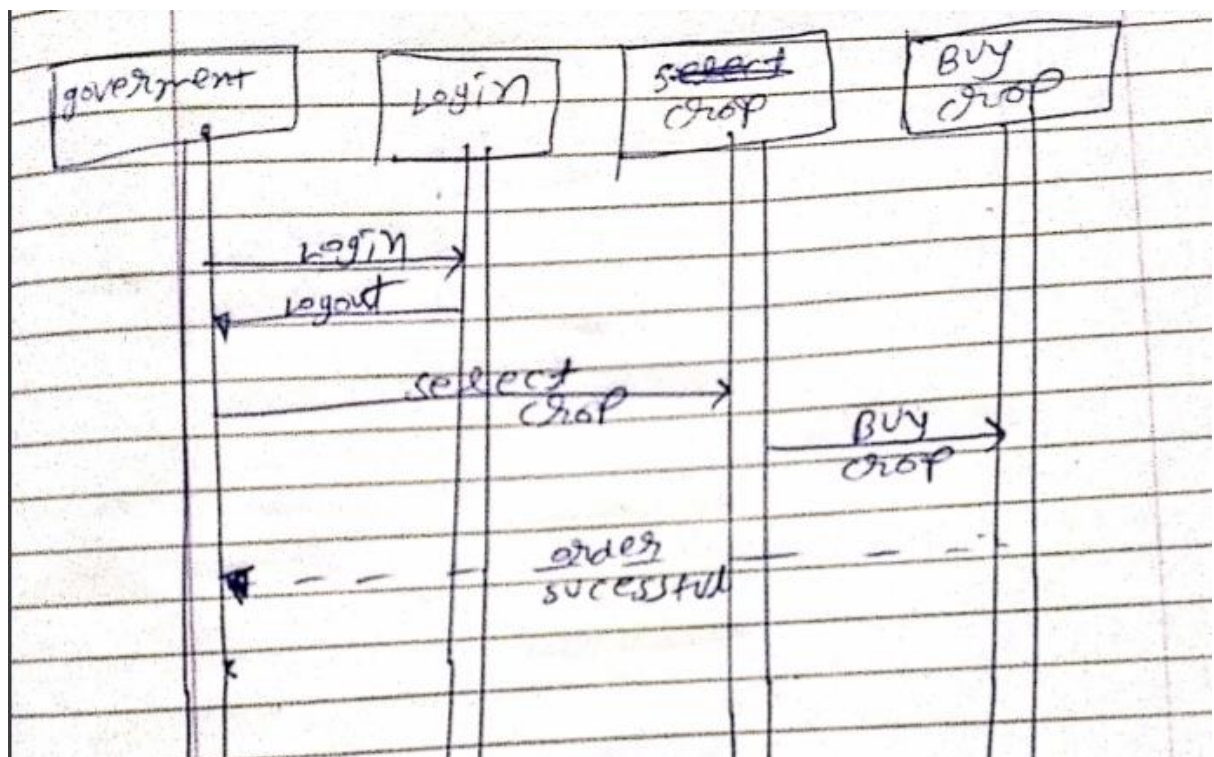 goverment
Login
select
crop
BUY
crop
Login
Logout
select
crop
BUY
crop
order
sucessful